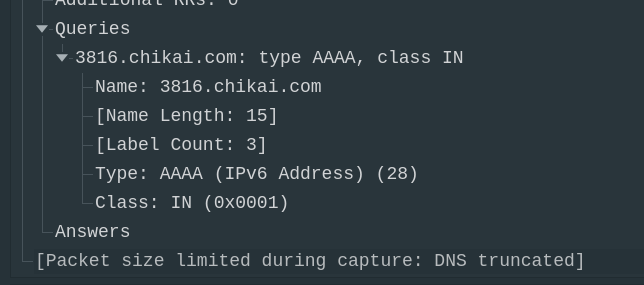 Additional RRs: 0
Queries
3816.chikai.com: type AAAA, class IN
Name: 3816.chikai.com
[Name Length: 15]
[Label Count: 3]
Type: AAAA (IPv6 Address) (28)
Class: IN (0x0001)
Answers
[Packet size limited during capture: DNS truncated]